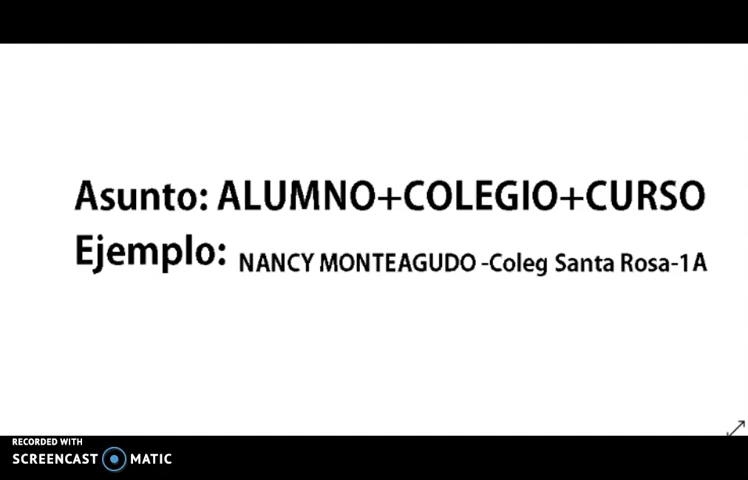 Asunto: ALUMNO+COLEGIO+CURSO
Ejemplo: NANCY MONTEAGUDO -Coleg Santa Rosa-1A
RECORDED WITH
SCREENCAST MATIC